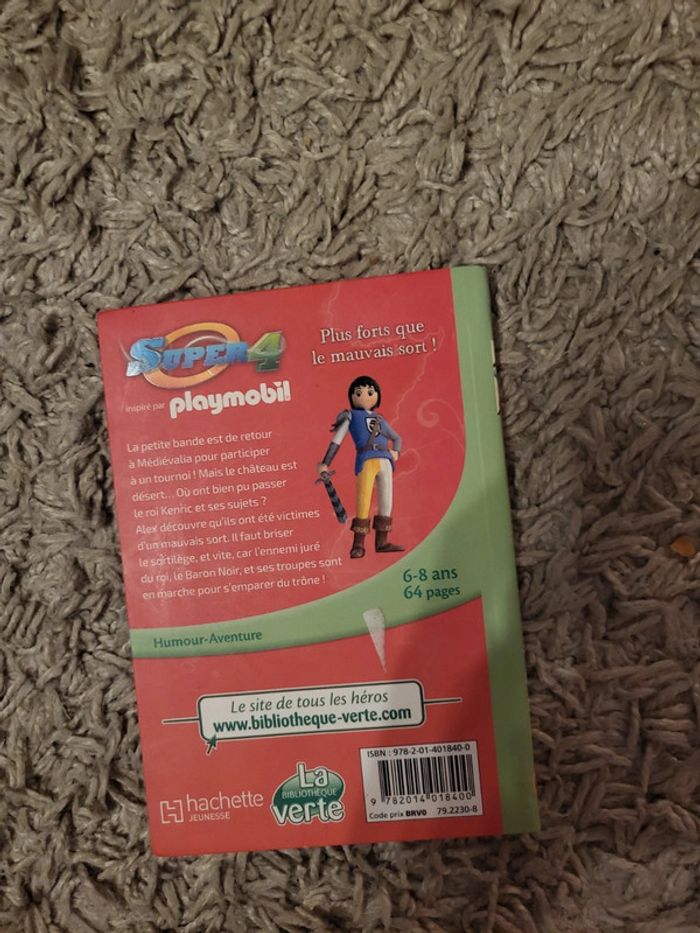 SUPER 4
inspiré par playmobil
Plus forts que
le mauvais sort !
La petite bande est de retour
à Médiévalia pour participer
à un tournoi ! Mais le château est
désert... Où ont bien pu passer
le roi Kenric et ses sujets ?
Alex découvre qu'ils ont été victimes
d'un mauvais sort. Il faut briser
le sortilège, et vite, car l'ennemi juré
du roi, le Baron Noir, et ses troupes sont
en marche pour s'emparer du trône !
6-8 ans
64 pages
Humour-Aventure
Le site de tous les héros
www.bibliotheque-verte.com
hachette
JEUNESSE
La
BIBLIOTHÈQUE
verte
ISBN : 978-2-01-401840-0
9 782014 018400
Code prix BRV0 79.2230-8